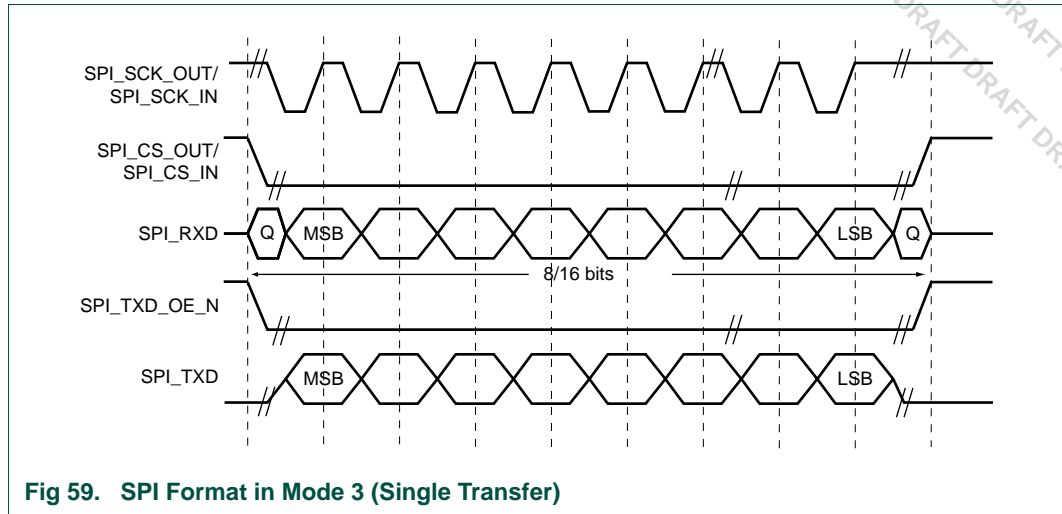 DRAFT DRAFT
DRAFT DRAFT DR
SPI_SCK_OUT/
SPI_SCK_IN
SPI_CS_OUT/
SPI_CS_IN
SPI_RXD
Q MSB LSB Q
8/16 bits
SPI_TXD_OE_N
SPI_TXD
MSB LSB
Fig 59. SPI Format in Mode 3 (Single Transfer)